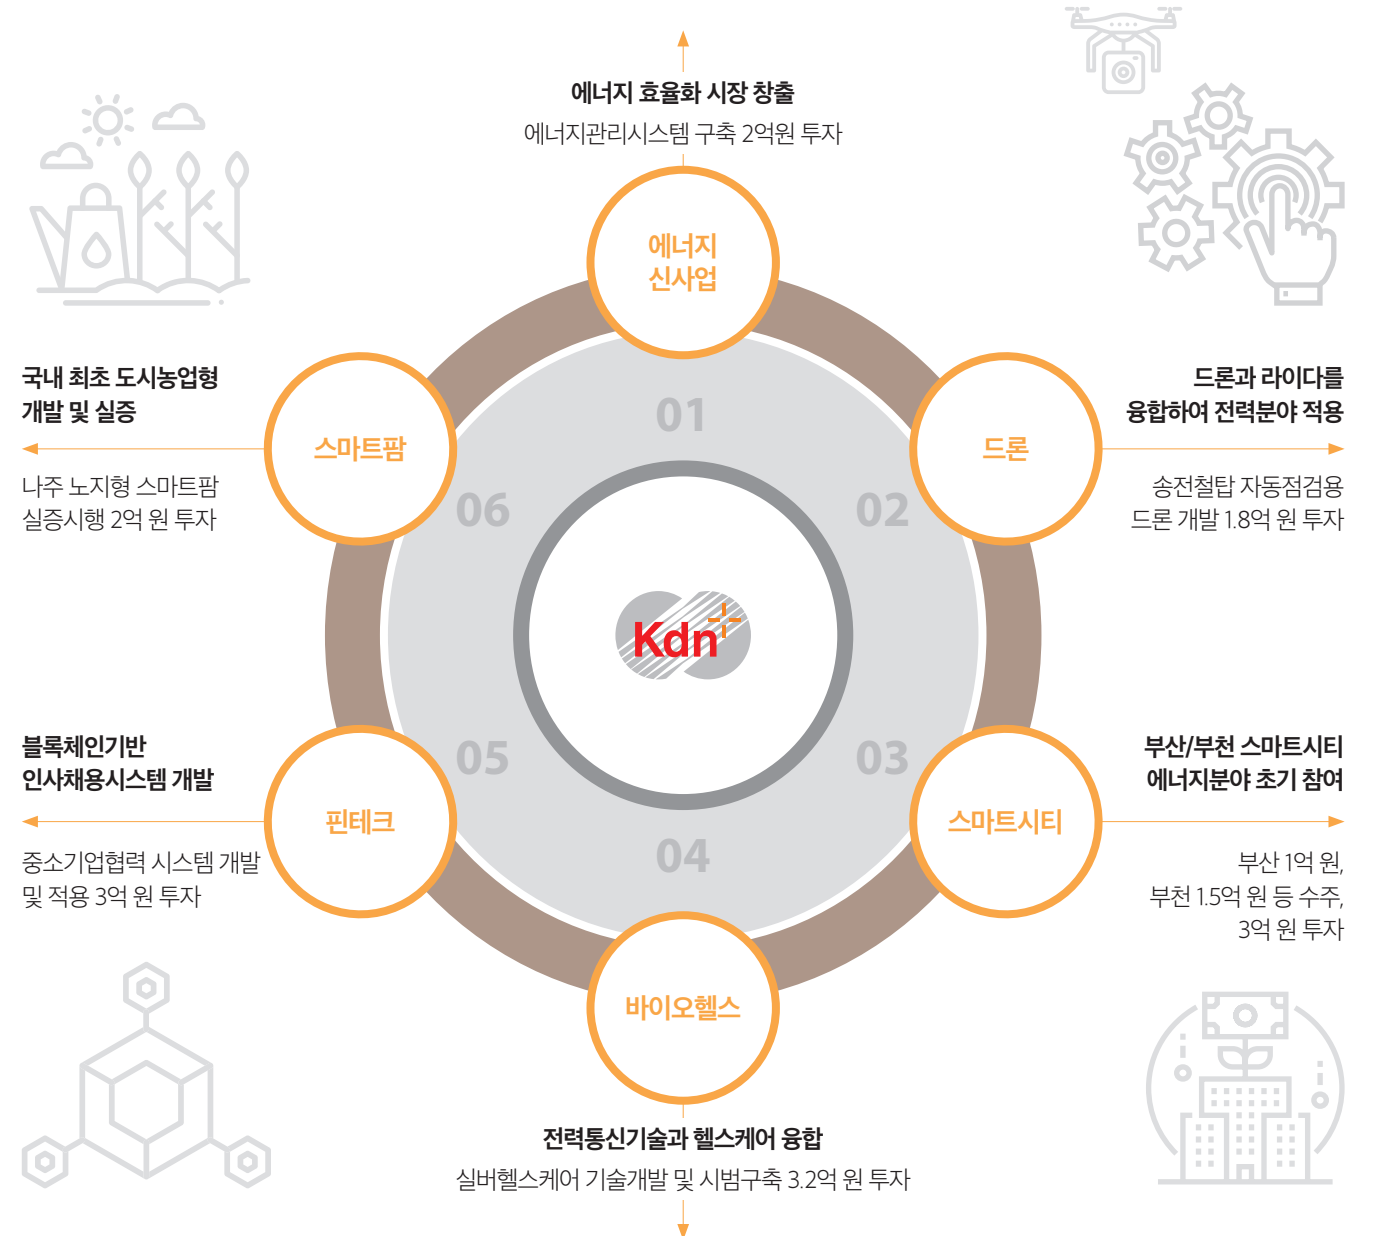 에너지 효율화 시장 창출
에너지관리시스템 구축 2억원 투자
에너지
신사업
01
드론과 라이다를
융합하여 전력분야 적용
드론
02
송전철탑 자동점검용
드론 개발 1.8억 원 투자
부산/부천 스마트시티
에너지분야 초기 참여
스마트시티
03
부산 1억 원,
부천 1.5억 원 등 수주,
3억 원 투자
04
바이오헬스
전력통신기술과 헬스케어 융합
실버헬스케어 기술개발 및 시범구축 3.2억 원 투자
블록체인기반
인사채용시스템 개발
핀테크
05
중소기업협력 시스템 개발
및 적용 3억 원 투자
국내 최초 도시농업형
개발 및 실증
스마트팜
06
나주 노지형 스마트팜
실증시행 2억 원 투자
Kdn